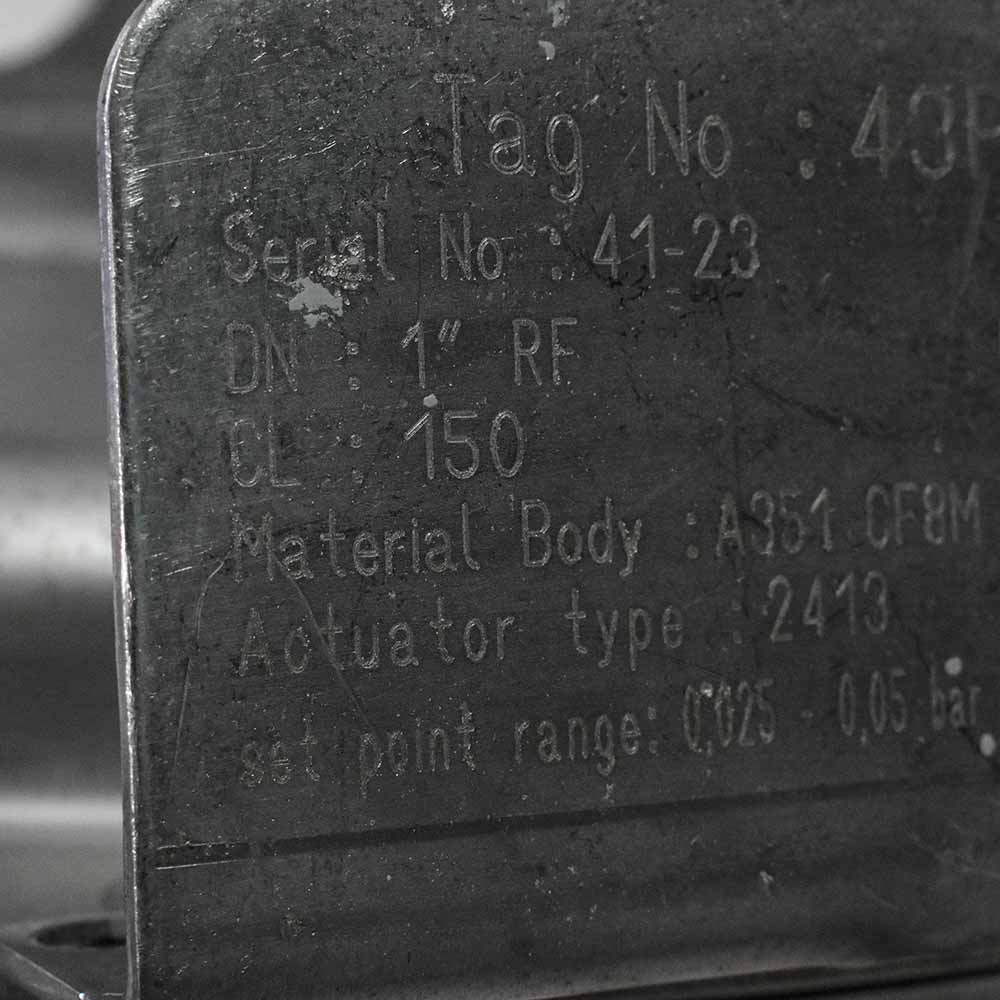 Tag No : 43P
Serial No : 41-23
DN : 1" RF
CL : 150
Material Body : A351 CF8M
Actuator type : 2413
set point range: 0,025 - 0,05 bar